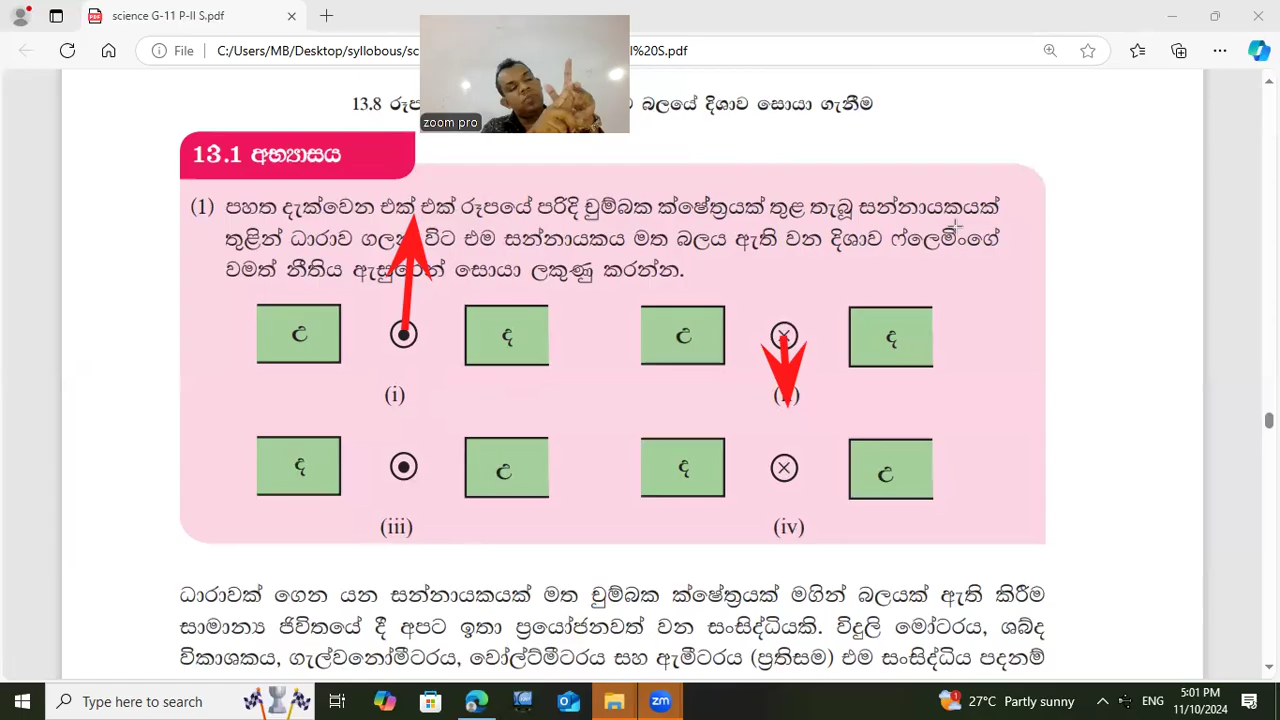 science G-11 P-II S.pdf
File
C:/Users/MB/Desktop/syllobous/sc
l%20S.pdf
zoom pro
13.8 රූප
බලයේ දිශාව සොයා ගැනීම
13.1 අභ්‍යාසය
(1) පහත දැක්වෙන එක් එක් රූපයේ පරිදි චුම්බක ක්ෂේත්‍රයක් තුළ තැබූ සන්නායකයක්
තුළින් ධාරාව ගලන විට එම සන්නායකය මත බලය ඇති වන දිශාව ෆ්ලෙමිංගේ
වමත් නීතිය ඇසුරෙන් සොයා ලකුණු කරන්න.
උ ද උ ද
(i)
ද උ ද උ
(iii) (iv)
ධාරාවක් ගෙන යන සන්නායකයක් මත චුම්බක ක්ෂේත්‍රයක් මගින් බලයක් ඇති කිරීම
සාමාන්‍ය ජීවිතයේ දී අපට ඉතා ප්‍රයෝජනවත් වන සංසිද්ධියකි. විදුලි මෝටරය, ශබ්ද
විකාශකය, ගැල්වනෝමීටරය, වෝල්ට්මීටරය සහ ඇමීටරය (ප්‍රතිසම) එම සංසිද්ධිය පදනම්
Type here to search
27°C Partly sunny
ENG
5:01 PM
11/10/2024